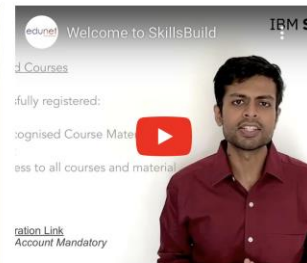 edunet
Welcome to SkillsBuild
IBM S
d Courses
sfully registered:
cognised Course Mater
ess to all courses and material
ration Link
Account Mandatory